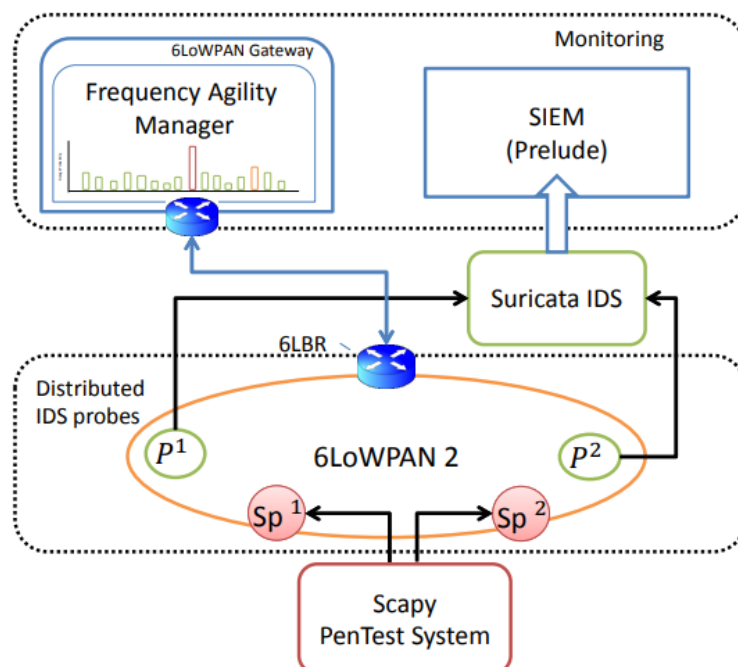 6LoWPAN Gateway
Monitoring
Frequency Agility
Manager
SIEM
(Prelude)
Suricata IDS
6LBR
Distributed
IDS probes
P¹
6LoWPAN 2
P²
Sp ¹
Sp ²
Scapy
PenTest System